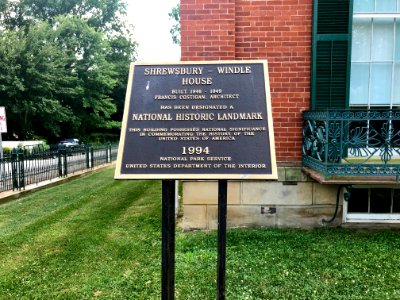 SHREWSBURY - WINDLE
HOUSE
BUILT 1846 - 1849
FRANCIS COSTIGAN, ARCHITECT
HAS BEEN DESIGNATED A
NATIONAL HISTORIC LANDMARK
THIS BUILDING POSSESSES NATIONAL SIGNIFICANCE
IN COMMEMORATING THE HISTORY OF THE
UNITED STATES OF AMERICA
1994
NATIONAL PARK SERVICE
UNITED STATES DEPARTMENT OF THE INTERIOR